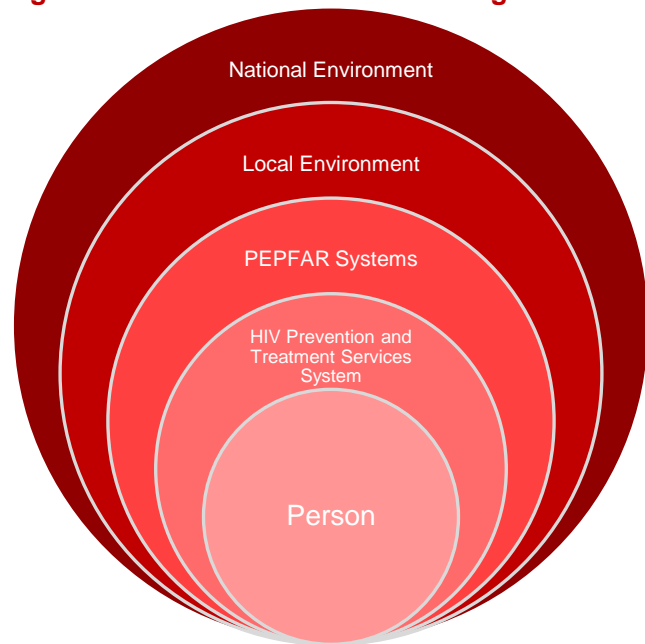 National Environment
Local Environment
PEPFAR Systems
HIV Prevention and
Treatment Services
System
Person